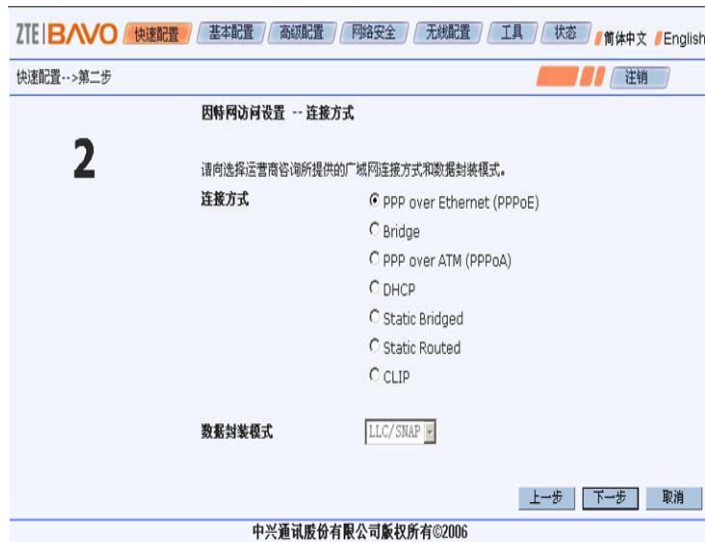 ZTE|BAVO 快速配置 基本配置 高级配置 网络安全 无线配置 工具 状态 简体中文 English
快速配置-->第二步 注销
因特网访问设置 -- 连接方式
2
请向选择运营商咨询所提供的广域网连接方式和数据封装模式。
连接方式 PPP over Ethernet (PPPoE)
Bridge
PPP over ATM (PPPoA)
DHCP
Static Bridged
Static Routed
CLIP
数据封装模式 LLC/SNAP
上一步 下一步 取消
中兴通讯股份有限公司版权所有©2006